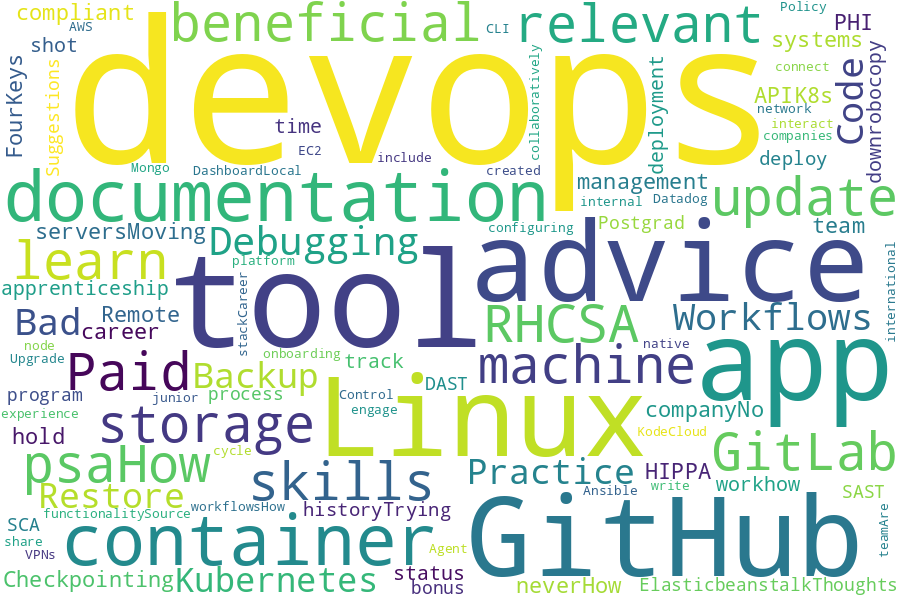 compliant
AWS
beneficial
CLI
relevant
Policy
PHI
shot
devops
systems
connect
FourKeys
Suggestions
collaboratively
deployment
APIK8s
Code
downrobocopy
network
interact
companies
time
EC2
include
deploy
Mongo
DashboardLocal
created
documentation
management
internal
Datadog
update
serversMoving
Debugging
configuring
Postgrad
team
learn
platform
tool
advice
international
apprenticeship
stackCareer
Bad
Remote
career
RHCSA
Workflows
node
Upgrade
onboarding
track
Paid
Backup
machine
native
app
program
junior
process
DAST
Control
engage
experience
storage
Linux
companyNo
hold
cycle
KodeCloud
GitLab
psaHow
skills
Practice
HIPPA
Restore
Ansible
write
workhow
SAST
functionalitySource
workflowsHow
historyTrying
SCA
share
VPNs
container
Agent
GitHub
teamAre
Checkpointing
Kubernetes
status
bonus
neverHow
ElasticbeanstalkThoughts